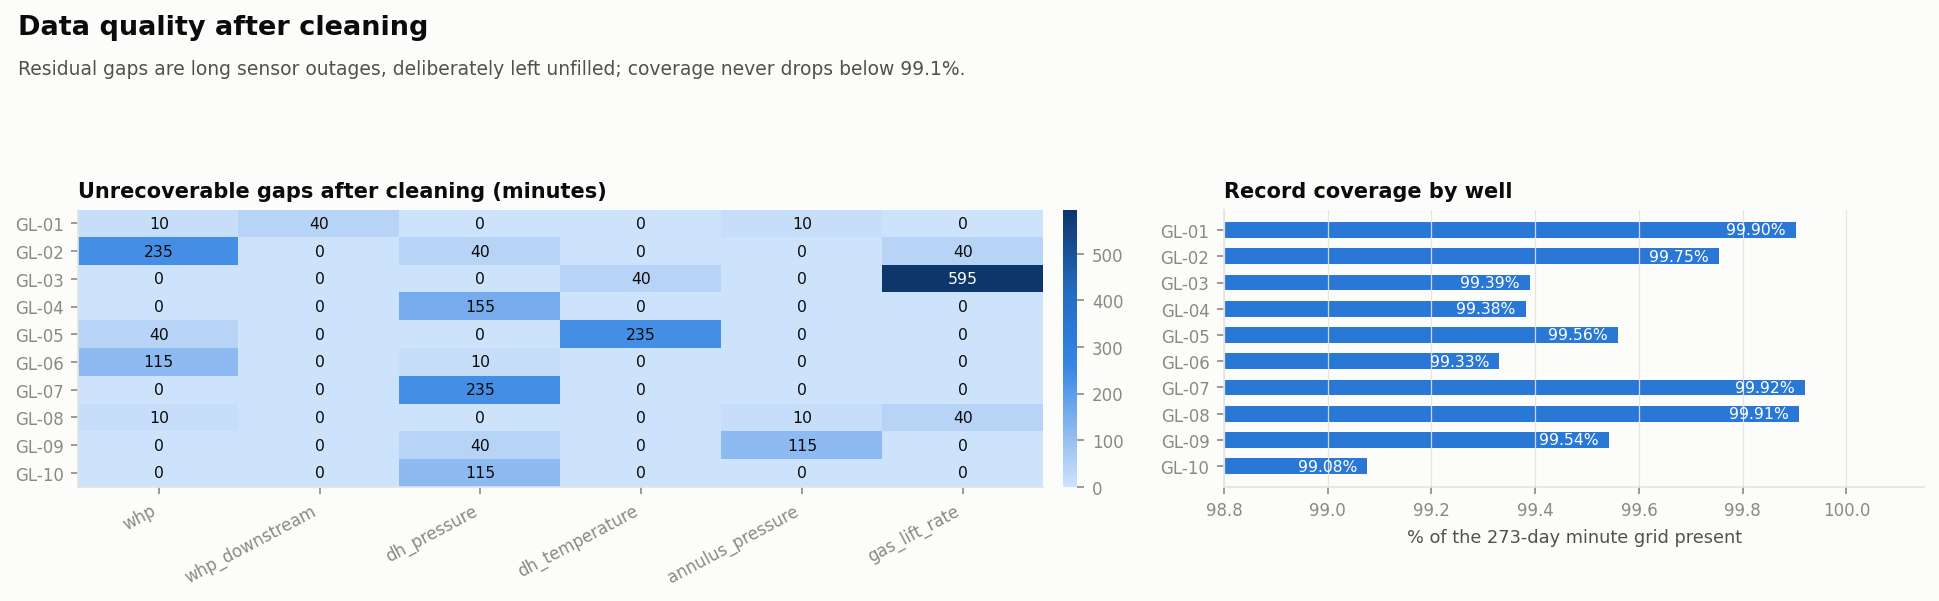 Data quality after cleaning
Residual gaps are long sensor outages, deliberately left unfilled; coverage never drops below 99.1%.
Unrecoverable gaps after cleaning (minutes)
GL-01 10 40 0 0 10 0
GL-02 235 0 40 0 0 40
GL-03 0 0 0 40 0 595
GL-04 0 0 155 0 0 0
GL-05 40 0 0 235 0 0
GL-06 115 0 10 0 0 0
GL-07 0 0 235 0 0 0
GL-08 10 0 0 0 10 40
GL-09 0 0 40 0 115 0
GL-10 0 0 115 0 0 0
whp whp_downstream dh_pressure dh_temperature annulus_pressure gas_lift_rate
500
400
300
200
100
0
Record coverage by well
GL-01 99.90%
GL-02 99.75%
GL-03 99.39%
GL-04 99.38%
GL-05 99.56%
GL-06 99.33%
GL-07 99.92%
GL-08 99.91%
GL-09 99.54%
GL-10 99.08%
98.8 99.0 99.2 99.4 99.6 99.8 100.0
% of the 273-day minute grid present